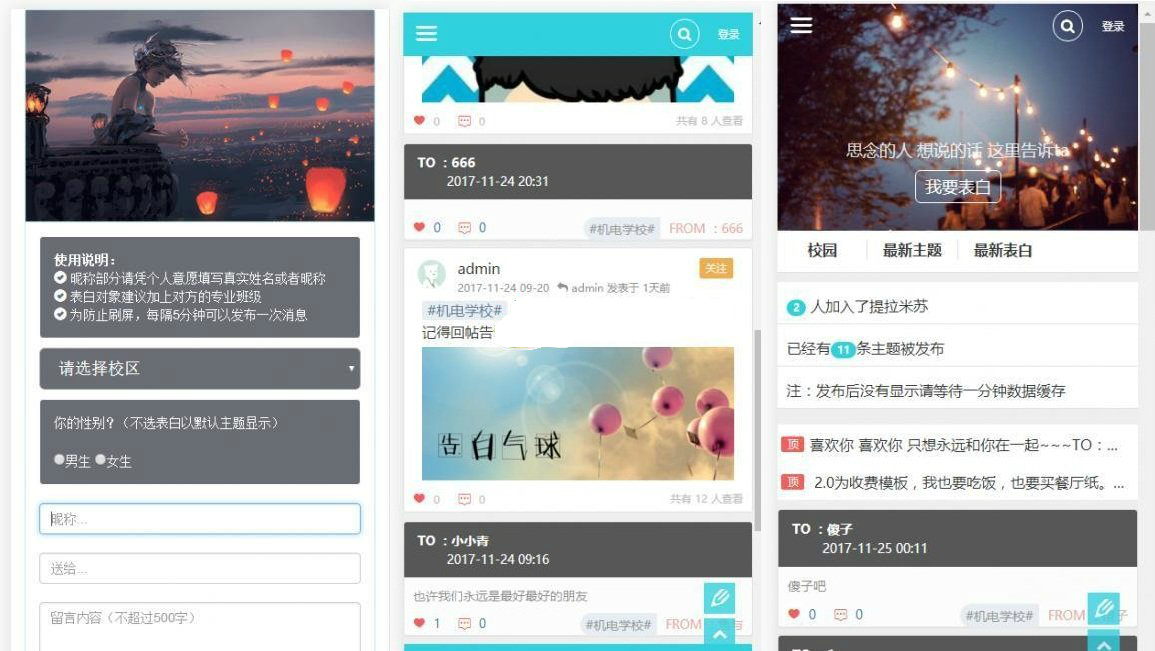 使用说明：
昵称部分请凭个人意愿填写真实姓名或者昵称
表白对象建议加上对方的专业班级
为防止刷屏，每隔5分钟可以发布一次消息
请选择校区
你的性别？（不选表白以默认主题显示）
男生 女生
昵称...
送给...
留言内容（不超过500字）
登录
0 0 共有 8 人查看
TO ：666
2017-11-24 20:31
0 0 #机电学校# FROM ：666
admin 关注
2017-11-24 09-20 admin 发表于 1天前
#机电学校#
记得回帖告
告白气球
0 0 共有 12 人查看
TO ：小小青
2017-11-24 09:16
也许我们永远是最好最好的朋友
1 0 #机电学校# FROM
登录
思念的人 想说的话 这里告诉ta
我要表白
校园 最新主题 最新表白
2 人加入了提拉米苏
已经有11条主题被发布
注：发布后没有显示请等待一分钟数据缓存
顶 喜欢你 喜欢你 只想永远和你在一起~~~TO：...
顶 2.0为收费模板，我也要吃饭，也要买餐厅纸。...
TO ：傻子
2017-11-25 00:11
傻子吧
0 0 #机电学校# FROM 子